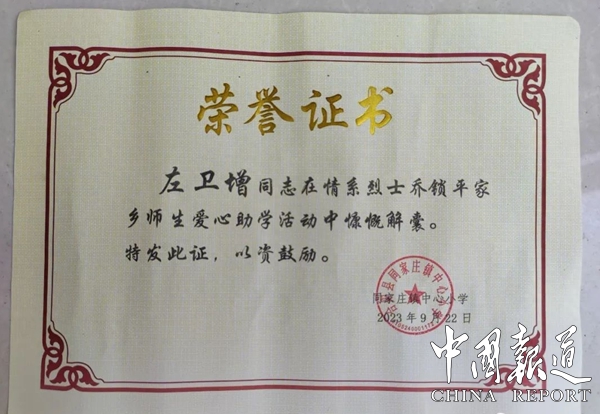 荣誉证书
左卫增同志在情系烈士乔锁平家
乡师生爱心助学活动中慷慨解囊。
特发此证，以资鼓励。
同家庄镇中心小学
2023年9月22日
中国报道
CHINA REPORT